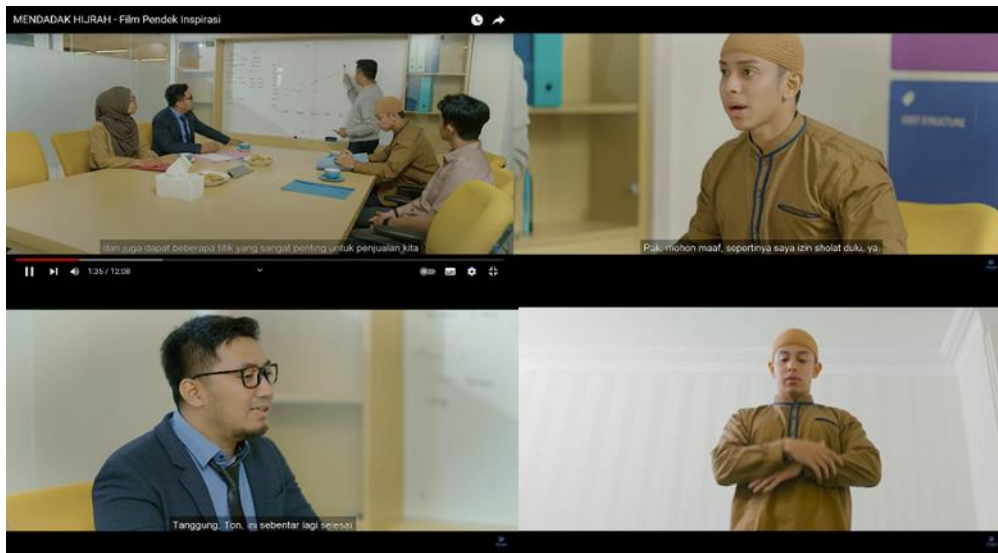 MENDADAK HIJRAH - Film Pendek Inspirasi
dan juga dapat beberapa titik yang sangat penting untuk penjualan kita
1:35 / 12:08
COST STRUCTURE
Pak, mohon maaf, sepertinya saya izin sholat dulu, ya.
Tanggung, Ton, ini sebentar lagi selesai